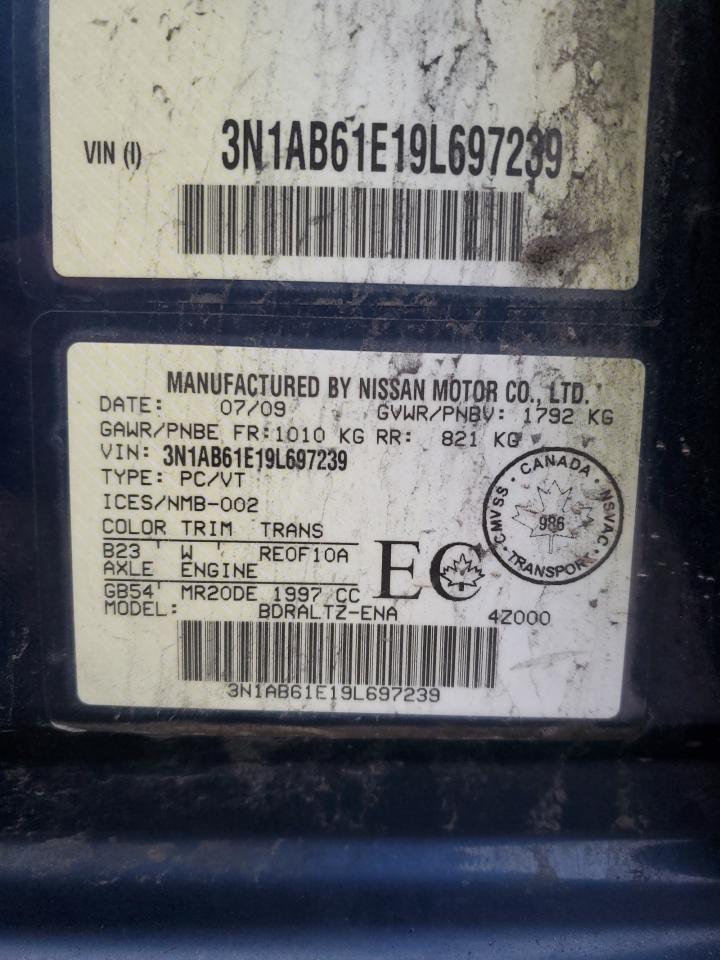 VIN (I) 3N1AB61E19L697239
MANUFACTURED BY NISSAN MOTOR CO., LTD.
DATE: 07/09 GVWR/PNBV: 1792 KG
GAWR/PNBE FR:1010 KG RR: 821 KG
VIN: 3N1AB61E19L697239
TYPE: PC/VT
ICES/NMB-002
COLOR TRIM TRANS
B23 ' W ' RE0F10A
AXLE ENGINE
GB54' MR20DE 1997 CC
MODEL: BDRALTZ-ENA 4Z000
EC
CANADA · NSVAC · TRANSPORT · CMVSS
986
3N1AB61E19L697239